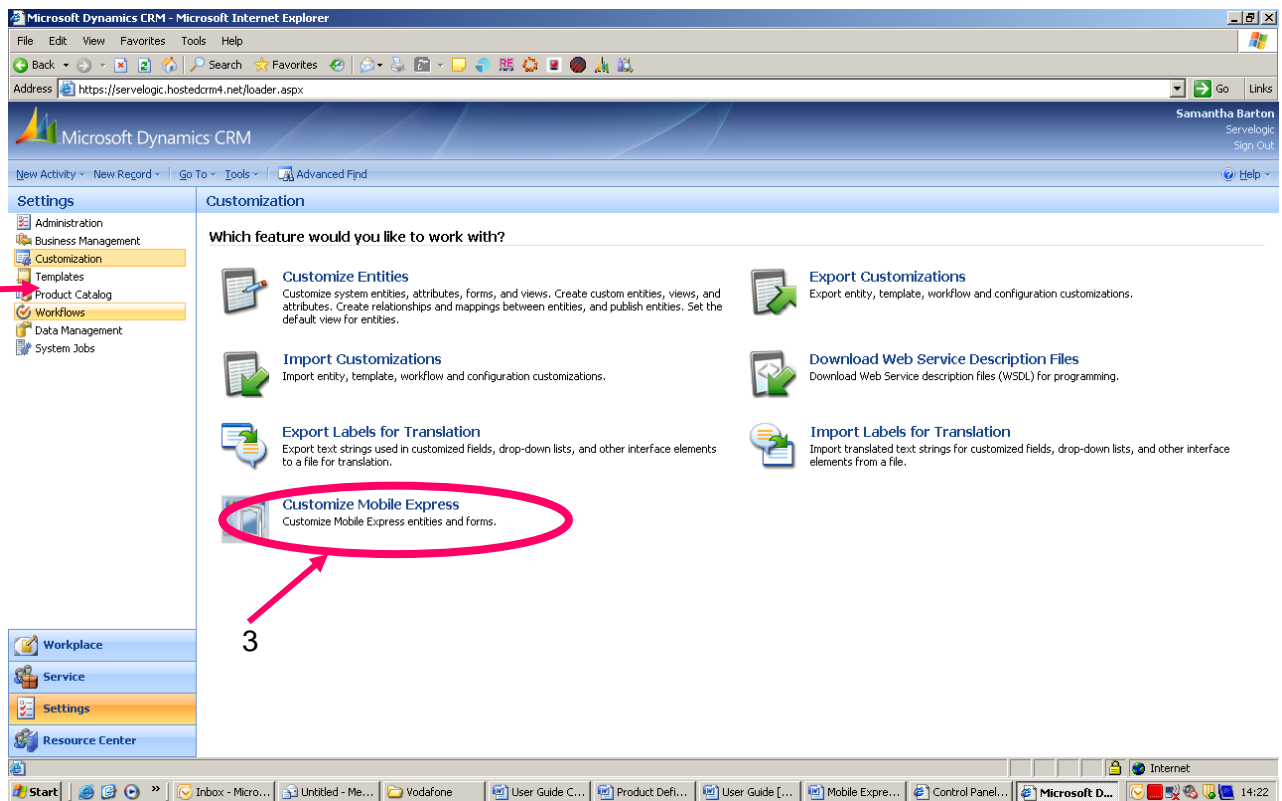 Microsoft Dynamics CRM - Microsoft Internet Explorer
File Edit View Favorites Tools Help
Back Search Favorites RE
Address https://servelogic.hostedcrm4.net/loader.aspx Go Links
Microsoft Dynamics CRM
Samantha Barton
Servelogic
Sign Out
New Activity New Record Go To Tools Advanced Find Help
Settings
Administration
Business Management
Customization
Templates
Product Catalog
Workflows
Data Management
System Jobs
Customization
Which feature would you like to work with?
Customize Entities
Customize system entities, attributes, forms, and views. Create custom entities, views, and
attributes. Create relationships and mappings between entities, and publish entities. Set the
default view for entities.
Export Customizations
Export entity, template, workflow and configuration customizations.
Import Customizations
Import entity, template, workflow and configuration customizations.
Download Web Service Description Files
Download Web Service description files (WSDL) for programming.
Export Labels for Translation
Export text strings used in customized fields, drop-down lists, and other interface elements
to a file for translation.
Import Labels for Translation
Import translated text strings for customized fields, drop-down lists, and other interface
elements from a file.
Customize Mobile Express
Customize Mobile Express entities and forms.
3
Workplace
Service
Settings
Resource Center
Internet
Start Inbox - Micro... Untitled - Me... Vodafone User Guide C... Product Defi... User Guide [... Mobile Expre... Control Panel... Microsoft D... 14:22